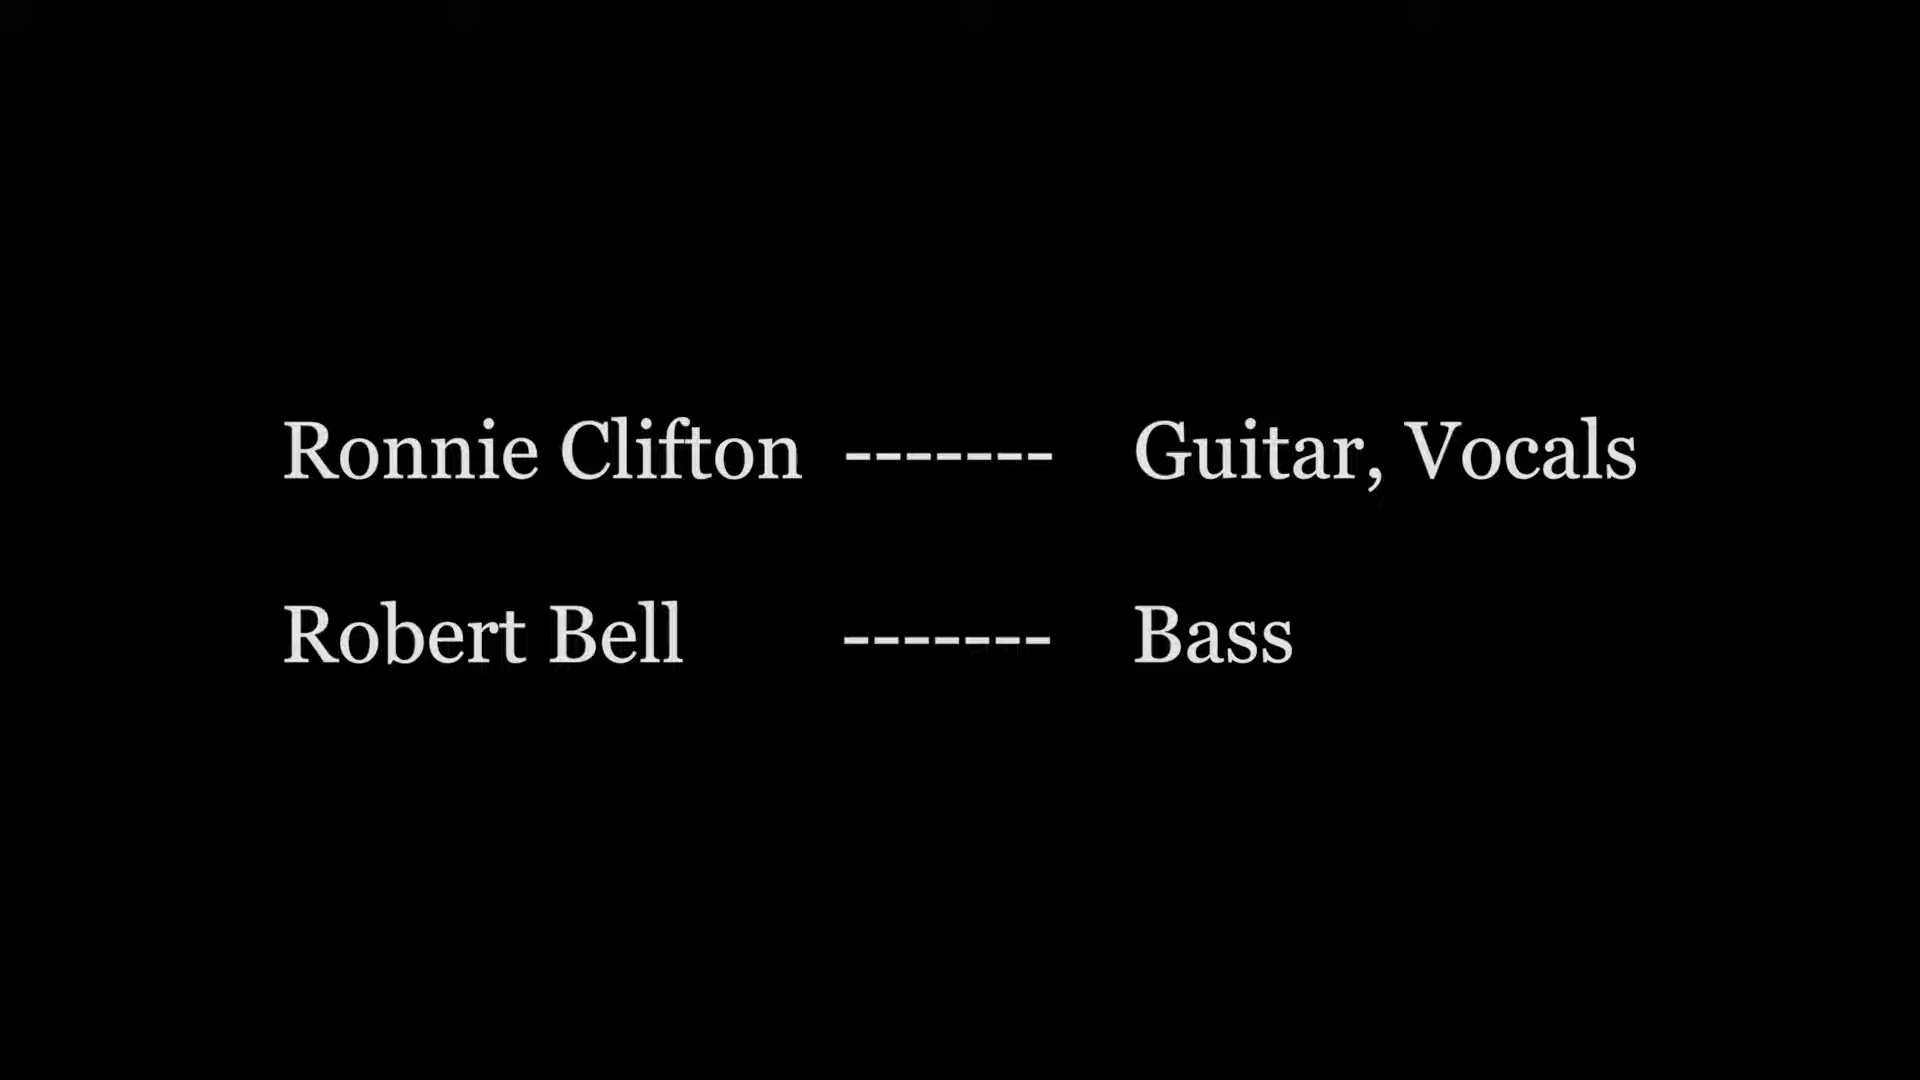 Ronnie Clifton ------- Guitar, Vocals
Robert Bell ------- Bass